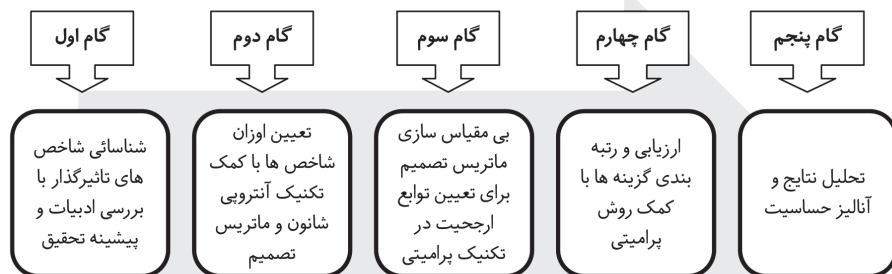 گام اول
گام دوم
گام سوم
گام چهارم
گام پنجم
شناسائی شاخص
های تاثیرگذار با
بررسی ادبیات و
پیشینه تحقیق
تعیین اوزان
شاخص ها با کمک
تکنیک آنتروپی
شانون و ماتریس
تصمیم
بی مقیاس سازی
ماتریس تصمیم
برای تعیین توابع
ارجحیت در
تکنیک پرامیتی
ارزیابی و رتبه
بندی گزینه ها با
کمک روش
پرامیتی
تحلیل نتایج و
آنالیز حساسیت